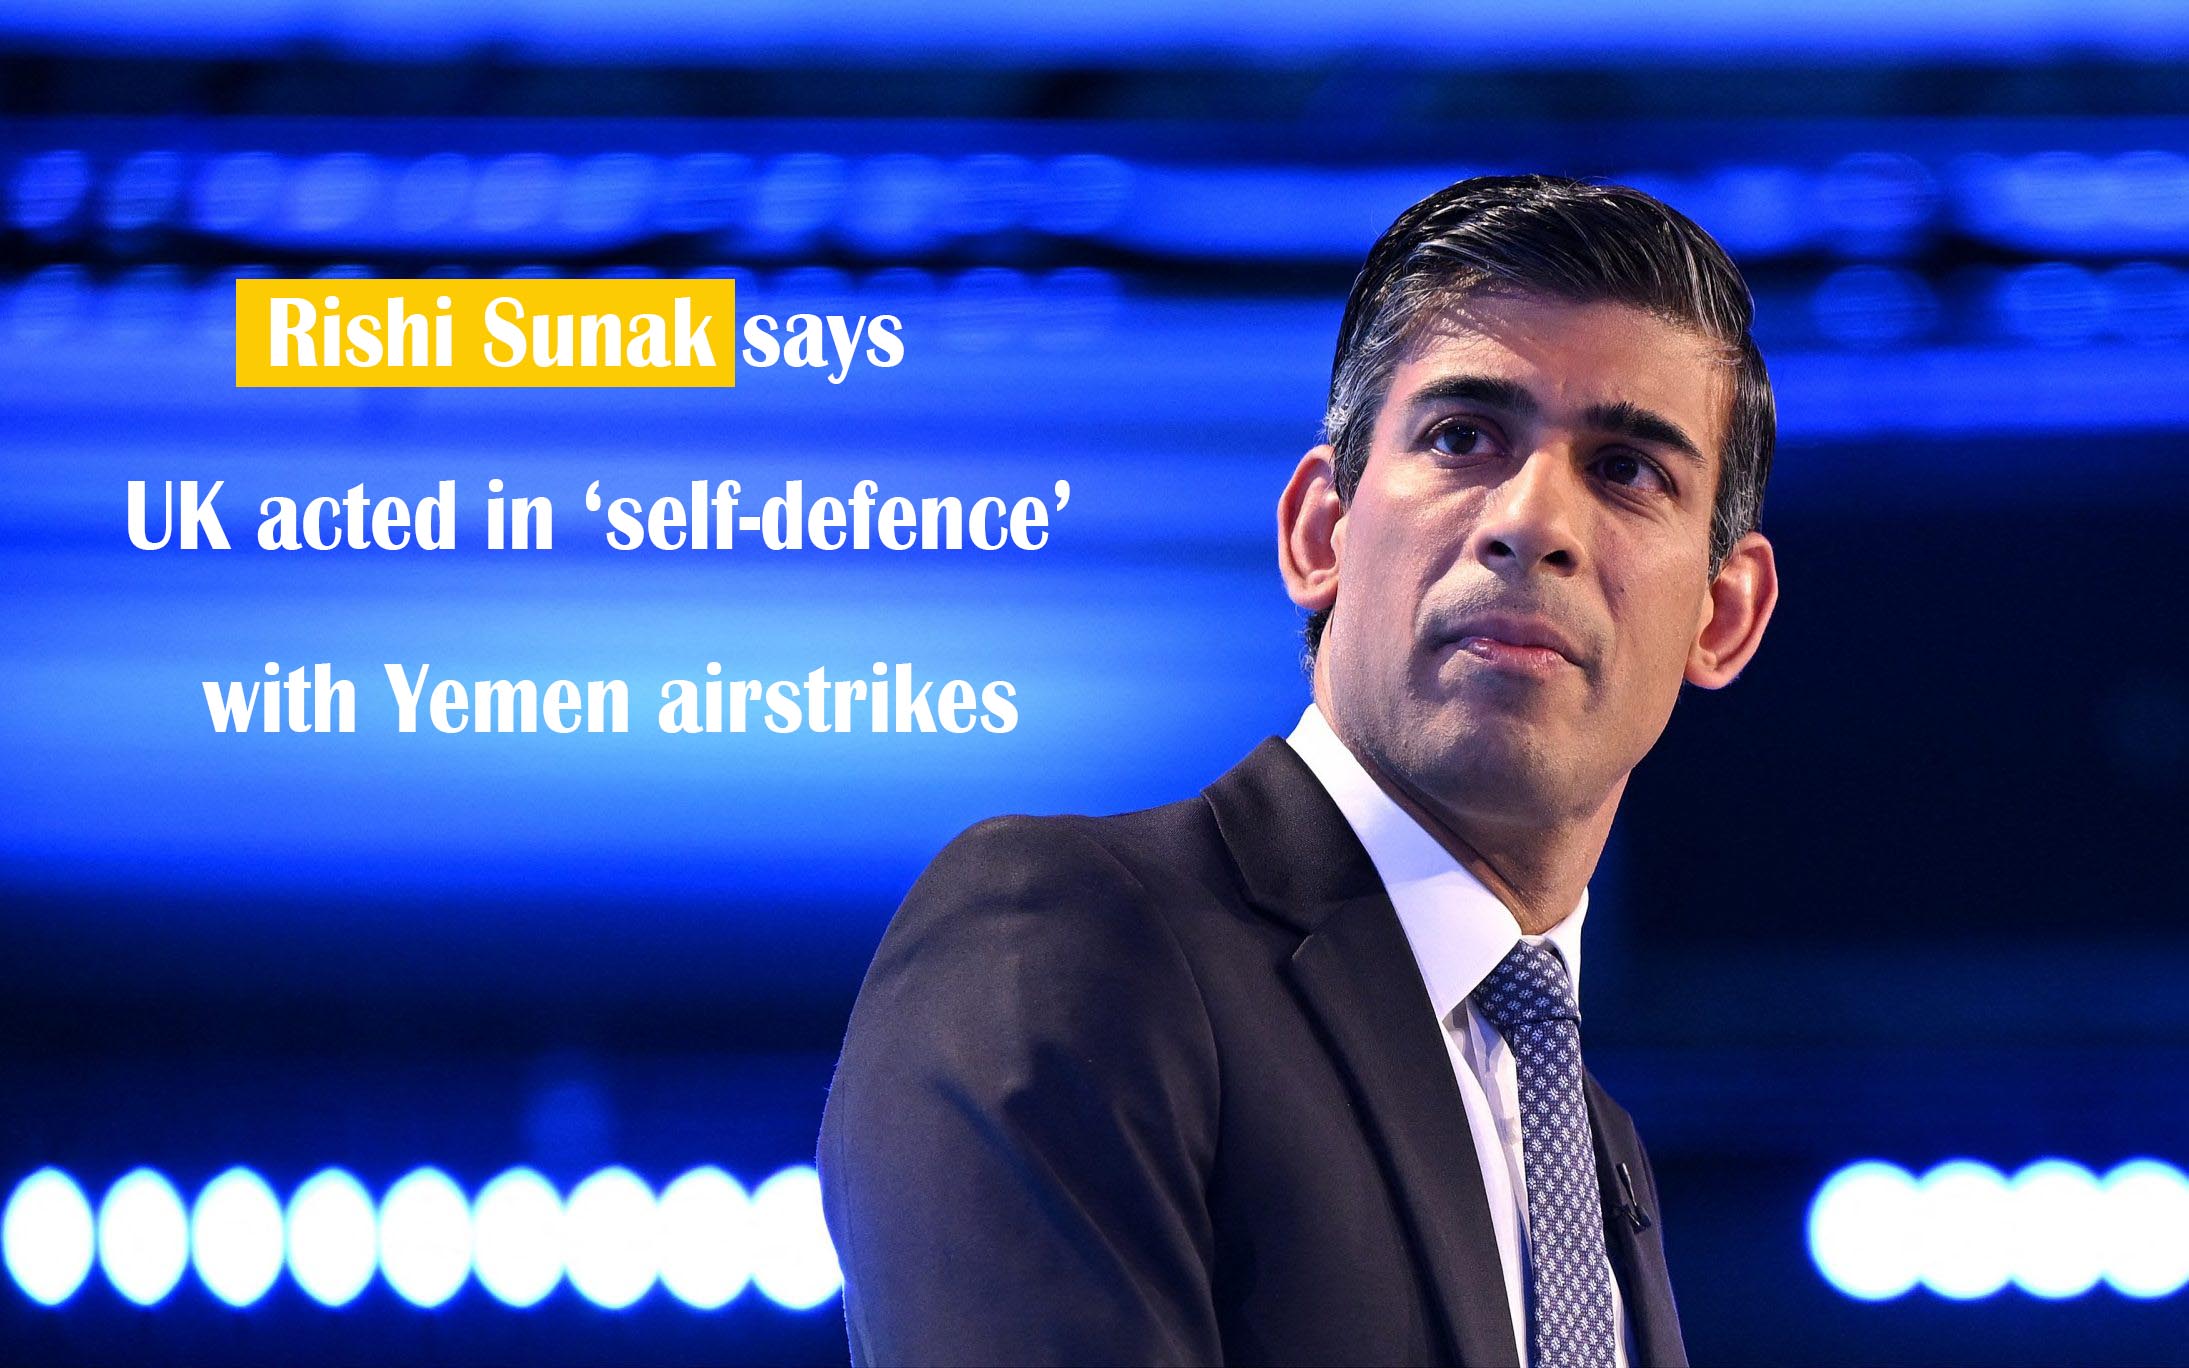 Rishi Sunak says
UK acted in ‘self-defence’
with Yemen airstrikes